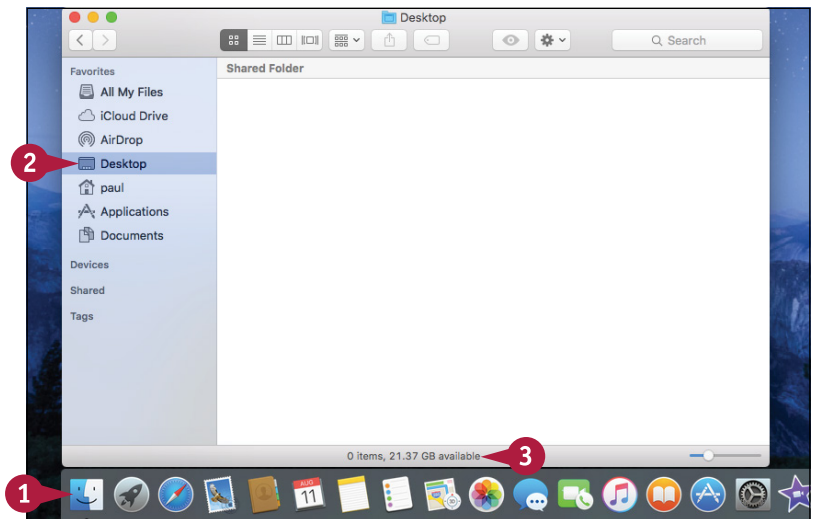 Desktop
Search
Favorites
Shared Folder
All My Files
iCloud Drive
AirDrop
2
Desktop
paul
Applications
Documents
Devices
Shared
Tags
0 items, 21.37 GB available
3
1
AUG
11